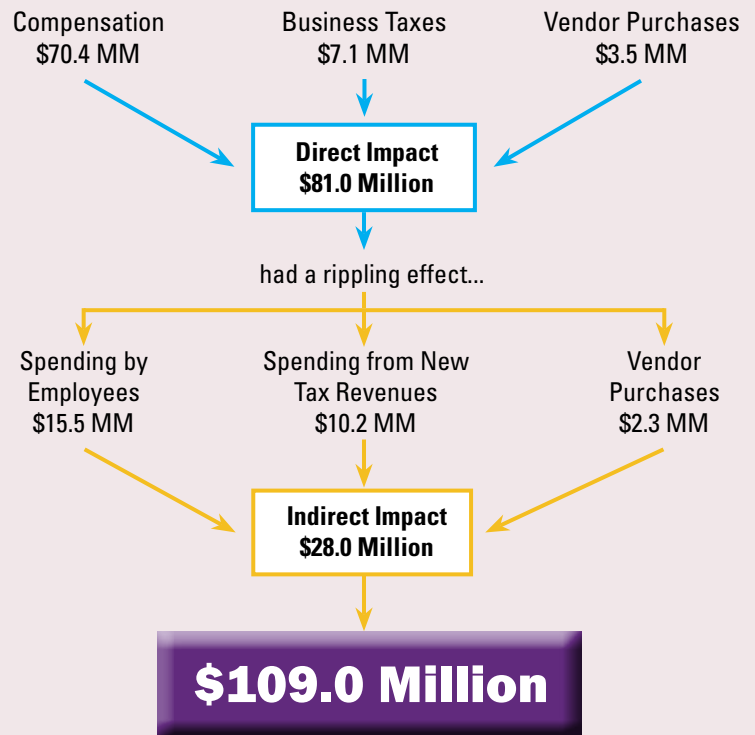 Compensation
$70.4 MM
Business Taxes
$7.1 MM
Vendor Purchases
$3.5 MM
Direct Impact
$81.0 Million
had a rippling effect...
Spending by
Employees
$15.5 MM
Spending from New
Tax Revenues
$10.2 MM
Vendor
Purchases
$2.3 MM
Indirect Impact
$28.0 Million
$109.0 Million